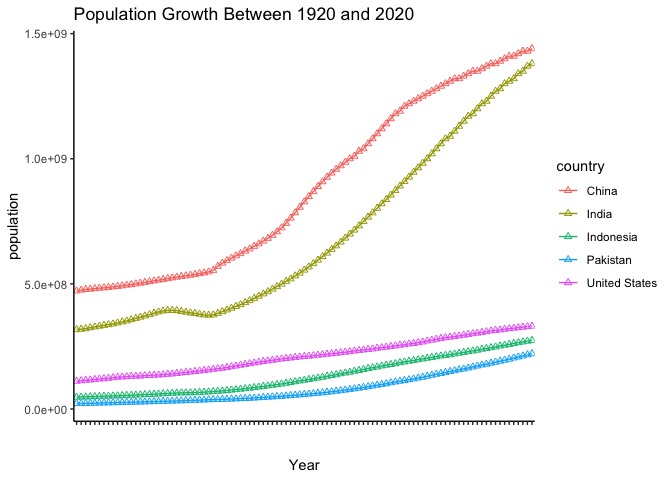 Population Growth Between 1920 and 2020
1.5e+09
1.0e+09
5.0e+08
0.0e+00
population
Year
country
China
India
Indonesia
Pakistan
United States